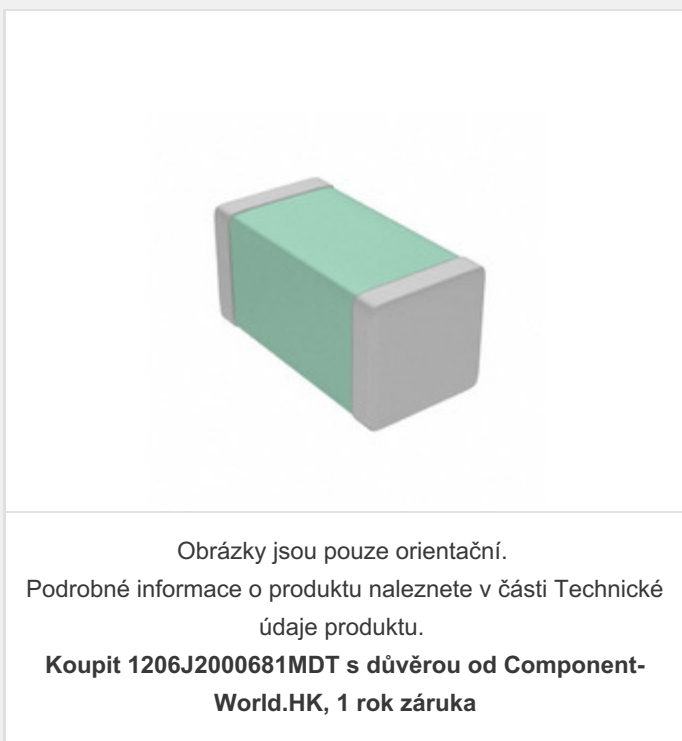 Obrázky jsou pouze orientační.
Podrobné informace o produktu naleznete v části Technické
údaje produktu.
Koupit 1206J2000681MDT s důvěrou od Component-
World.HK, 1 rok záruka